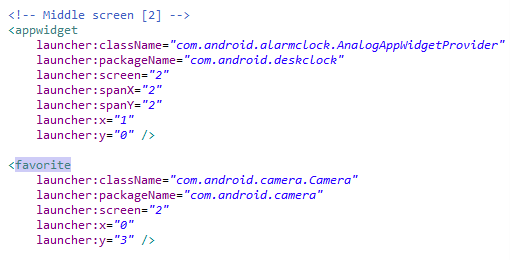 <!-- Middle screen [2] -->
<appwidget
launcher:className="com.android.alarmclock.AnalogAppWidgetProvider"
launcher:packageName="com.android.deskclock"
launcher:screen="2"
launcher:spanX="2"
launcher:spanY="2"
launcher:x="1"
launcher:y="0" />
<favorite
launcher:className="com.android.camera.Camera"
launcher:packageName="com.android.camera"
launcher:screen="2"
launcher:x="0"
launcher:y="3" />